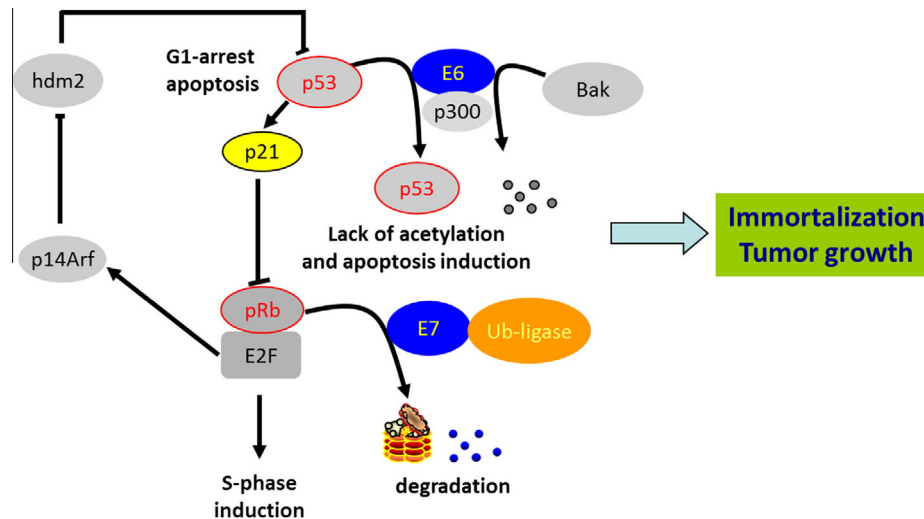 G1-arrest
apoptosis
hdm2
p53
E6
p300
Bak
p21
p53
Lack of acetylation
and apoptosis induction
Immortalization
Tumor growth
p14Arf
pRb
E2F
E7
Ub-ligase
S-phase
induction
degradation